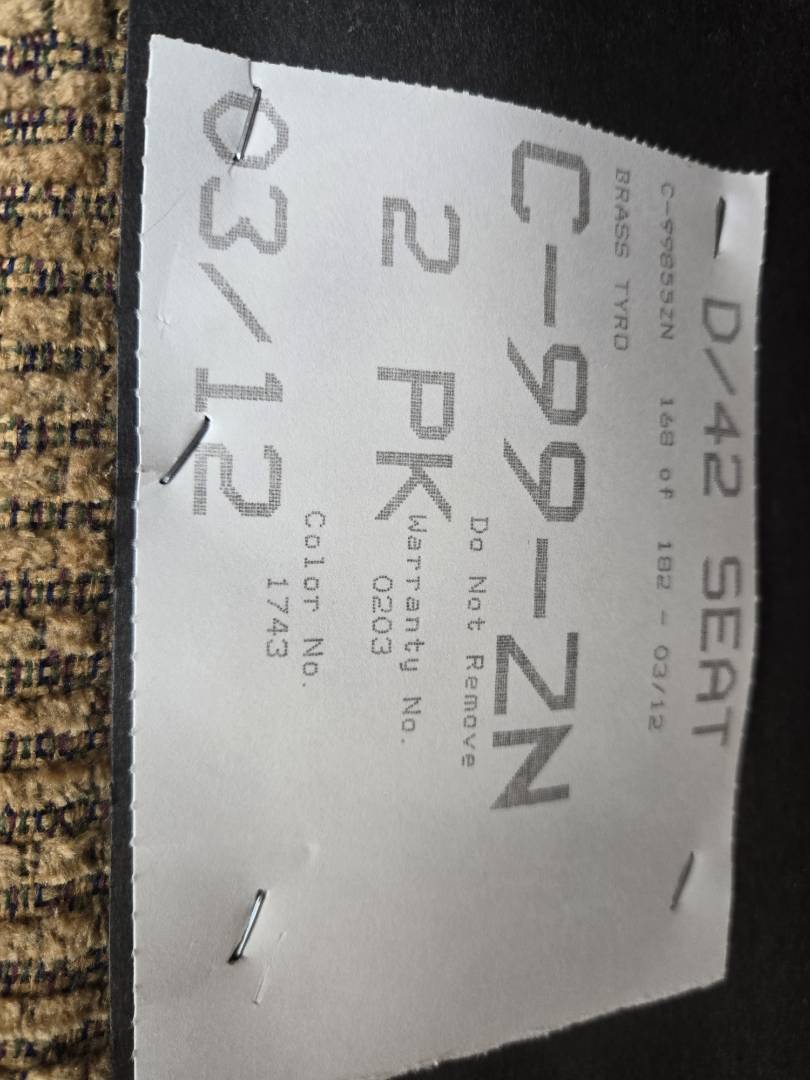 D/42 SEAT
C-99855ZN 168 of 182 - 03/12
BRASS TYRO
C-99-ZN
Do Not Remove
2 PK
Warranty No.
0203
Color No.
1743
03/12